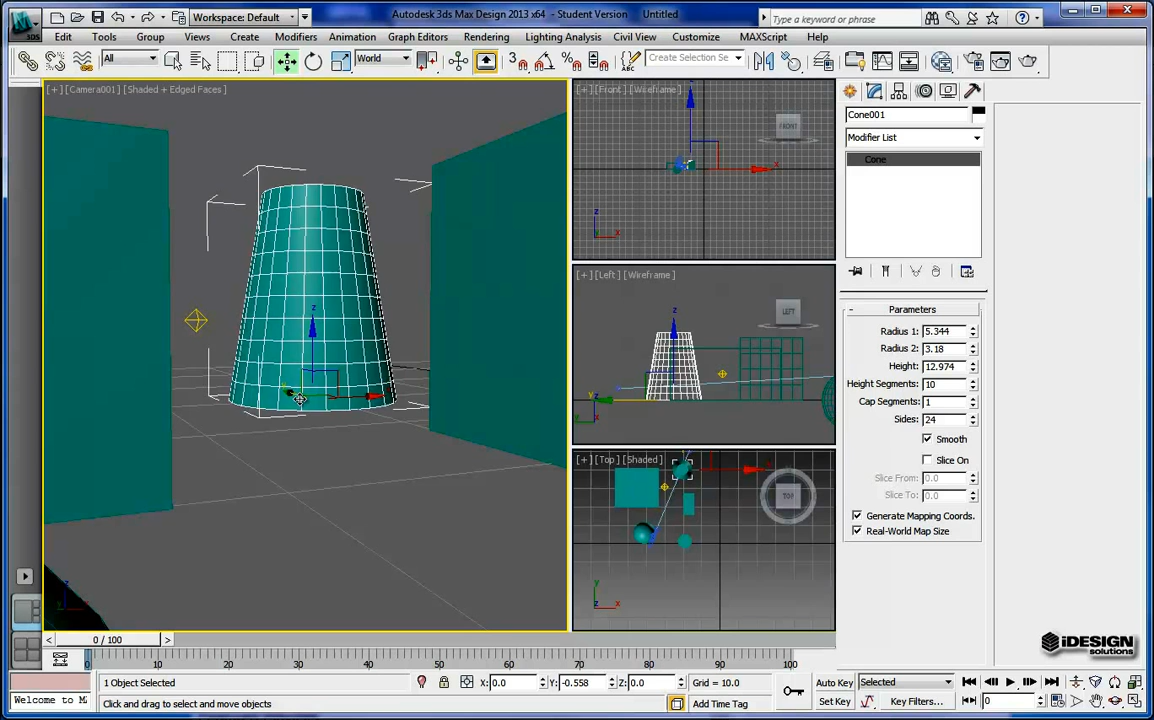 Workspace: Default
Autodesk 3ds Max Design 2013 x64 - Student Version Untitled
Type a keyword or phrase
3DS
Edit Tools Group Views Create Modifiers Animation Graph Editors Rendering Lighting Analysis Civil View Customize MAXScript Help
All
World
Create Selection Se
[+] [Camera001] [Shaded + Edged Faces]
[+] [Front] [Wireframe]
FRONT
z
x
z
x
[+] [Left] [Wireframe]
LEFT
z
y
z
y
[+] [Top] [Shaded]
TOP
x
y
z
x
z
y
z
Cone001
Modifier List
Cone
Parameters
Radius 1: 5.344
Radius 2: 3.18
Height: 12.974
Height Segments: 10
Cap Segments: 1
Sides: 24
Smooth
Slice On
Slice From: 0.0
Slice To: 0.0
Generate Mapping Coords.
Real-World Map Size
iDESIGN
solutions
0 / 100
0 10 20 30 40 50 60 70 80 90 100
1 Object Selected
X: 0.0 Y: -0.558 Z: 0.0
Grid = 10.0
Auto Key
Selected
Welcome to M
Click and drag to select and move objects
Add Time Tag
Set Key
Key Filters...
0